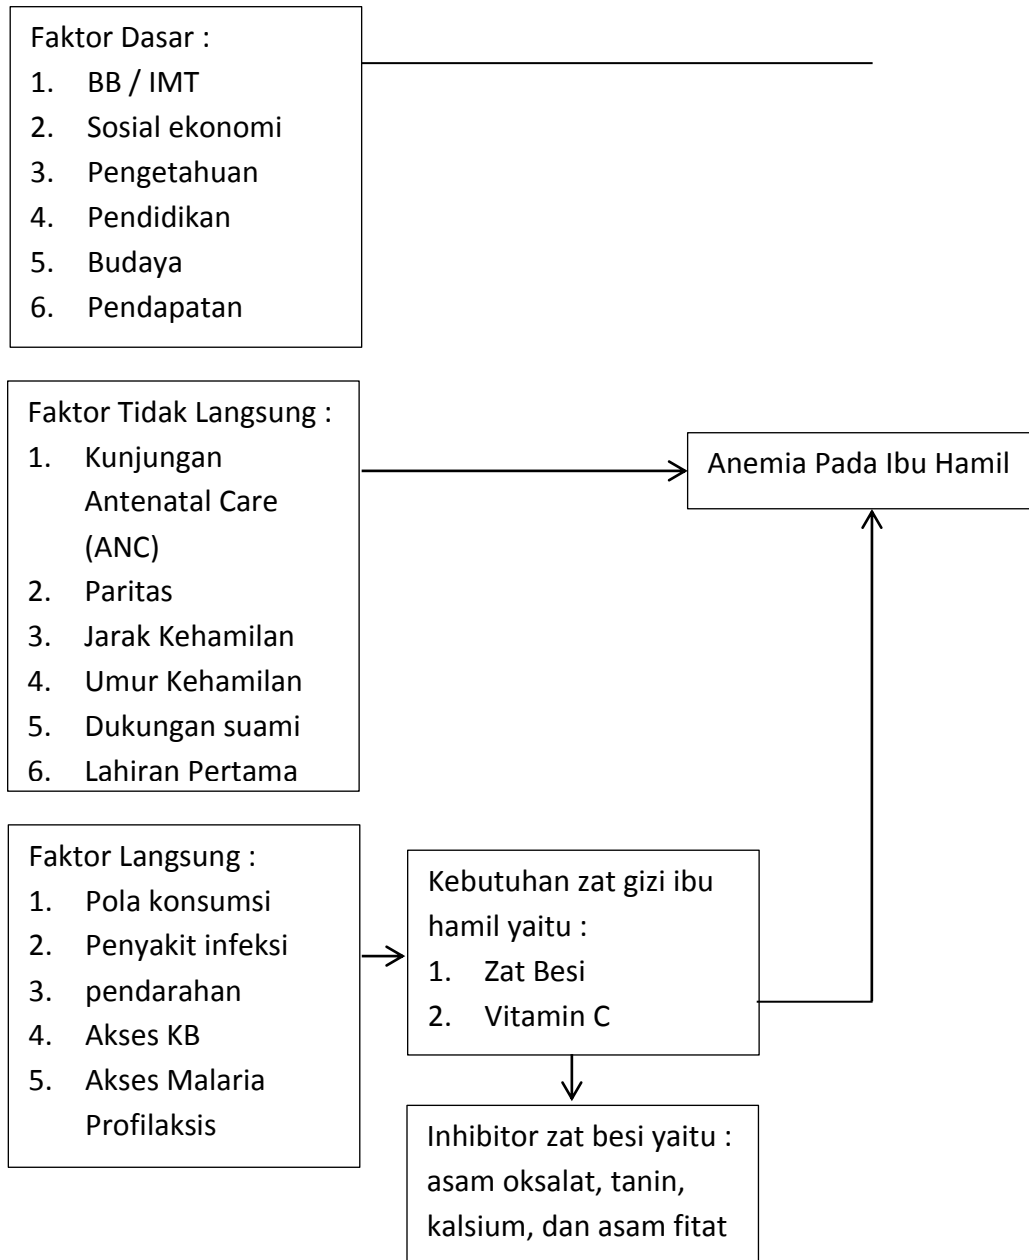 Faktor Dasar :
1. BB / IMT
2. Sosial ekonomi
3. Pengetahuan
4. Pendidikan
5. Budaya
6. Pendapatan
Faktor Tidak Langsung :
1. Kunjungan
Antenatal Care
(ANC)
2. Paritas
3. Jarak Kehamilan
4. Umur Kehamilan
5. Dukungan suami
6. Lahiran Pertama
Anemia Pada Ibu Hamil
Faktor Langsung :
1. Pola konsumsi
2. Penyakit infeksi
3. pendarahan
4. Akses KB
5. Akses Malaria
Profilaksis
Kebutuhan zat gizi ibu
hamil yaitu :
1. Zat Besi
2. Vitamin C
Inhibitor zat besi yaitu :
asam oksalat, tanin,
kalsium, dan asam fitat